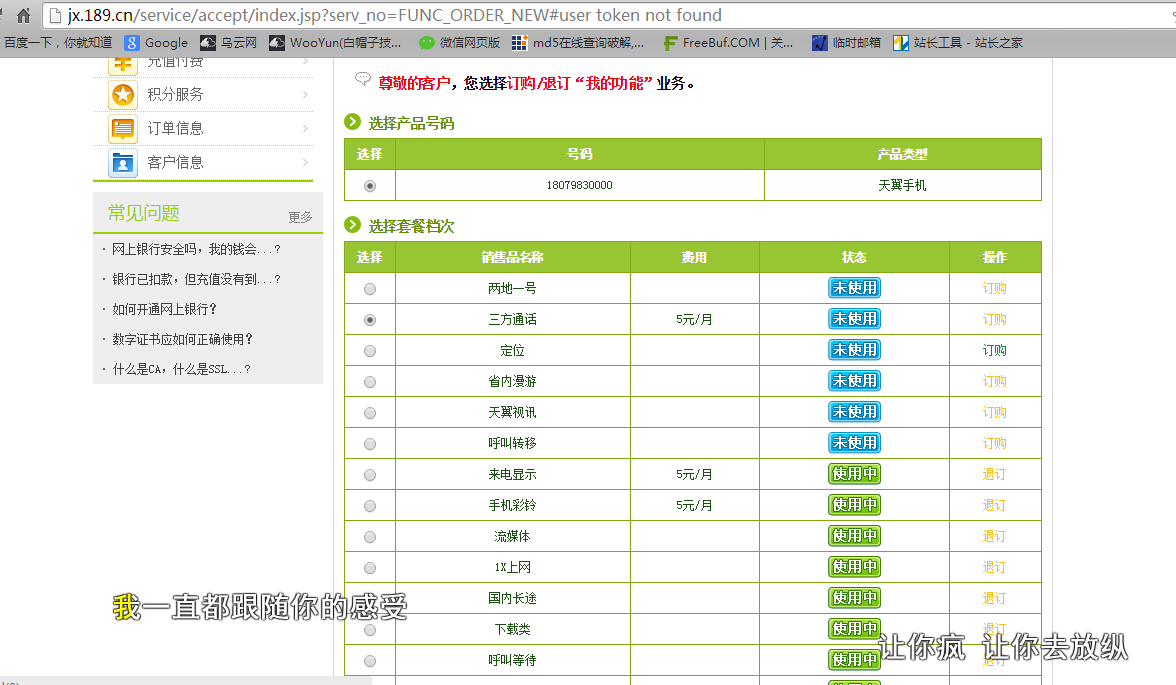 jx.189.cn/service/accept/index.jsp?serv_no=FUNC_ORDER_NEW#user token not found
百度一下，你就知道 Google 乌云网 WooYun(白帽子技... 微信网页版 md5在线查询破解,... FreeBuf.COM | 关... 临时邮箱 站长工具 - 站长之家
充值付费
积分服务
订单信息
客户信息
常见问题 更多
· 网上银行安全吗，我的钱会...?
· 银行已扣款，但充值没有到...?
· 如何开通网上银行?
· 数字证书应如何正确使用?
· 什么是CA，什么是SSL...?
尊敬的客户，您选择订购/退订“我的功能”业务。
选择产品号码
选择 号码 产品类型
18079830000 天翼手机
选择套餐档次
选择 销售品名称 费用 状态 操作
两地一号 未使用 订购
三方通话 5元/月 未使用 订购
定位 未使用 订购
省内漫游 未使用 订购
天翼视讯 未使用 订购
呼叫转移 未使用 订购
来电显示 5元/月 使用中 退订
手机彩铃 5元/月 使用中 退订
流媒体 使用中 退订
1X上网 使用中 退订
国内长途 使用中 退订
下载类 使用中 退订
呼叫等待 使用中 退订
我一直都跟随你的感受
让你疯 让你去放纵